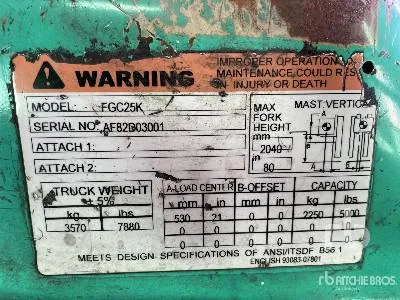 WARNING
IMPROPER OPERATION
MAINTENANCE COULD RES
IN INJURY OR DEATH
MODEL: FGC25K
SERIAL NO. AF82D03001
ATTACH 1:
ATTACH 2:
MAX FORK HEIGHT
mm
2040
in
80
MAST.VERTICAL
TRUCK WEIGHT
± 5%
kg lbs
3570 7880
A-LOAD CENTER B-OFFSET CAPACITY
mm in mm in kg lbs
530 21 0 0 2250 5000
0 0 0 0 0 0
0 0 0 0 0 0
MEETS DESIGN SPECIFICATIONS OF ANSI/ITSDF B56.1
ENGLISH 93083-07801
RITCHIE BROS.